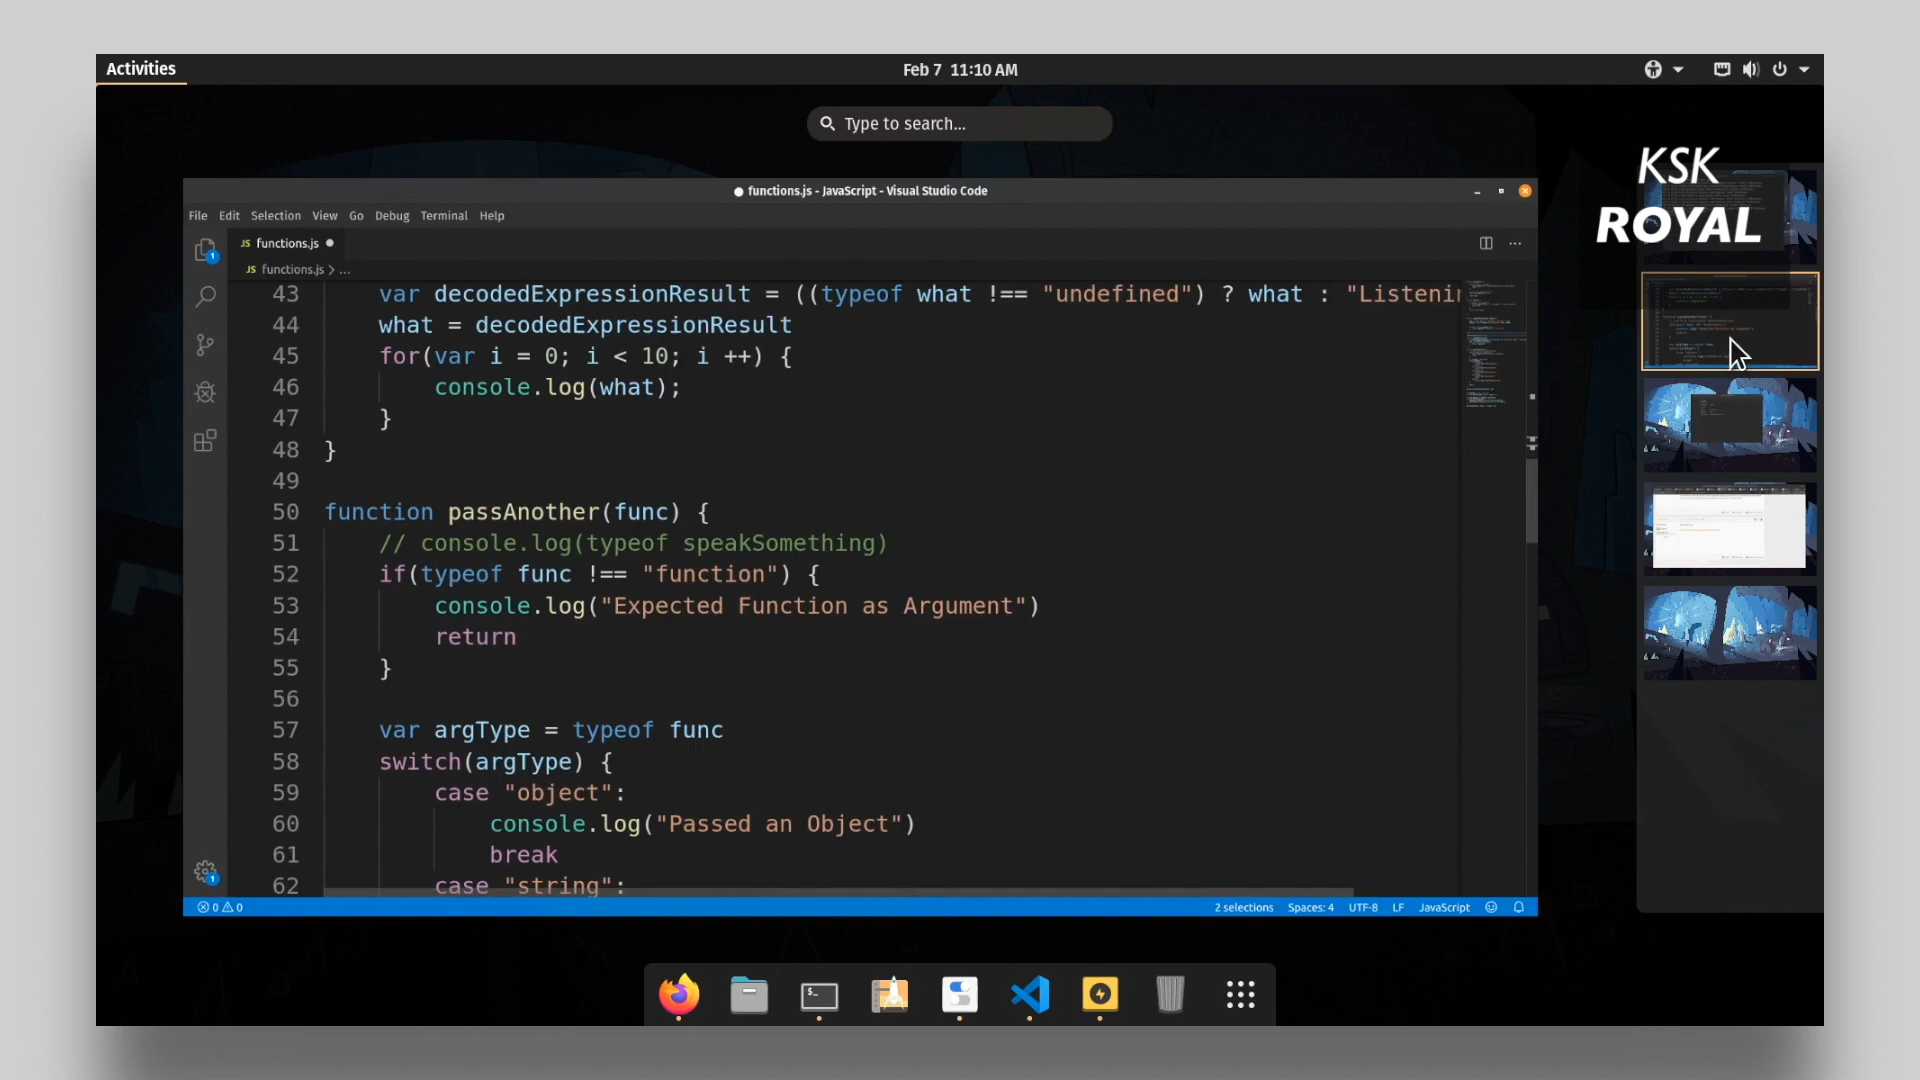 Activities
Feb 7 11:10 AM
Type to search...
KSK
ROYAL
● functions.js - JavaScript - Visual Studio Code
File Edit Selection View Go Debug Terminal Help
JS functions.js ●
JS functions.js > ...
43 var decodedExpressionResult = ((typeof what !== "undefined") ? what : "Listenin
44 what = decodedExpressionResult
45 for(var i = 0; i < 10; i ++) {
46 console.log(what);
47 }
48 }
49
50 function passAnother(func) {
51 // console.log(typeof speakSomething)
52 if(typeof func !== "function") {
53 console.log("Expected Function as Argument")
54 return
55 }
56
57 var argType = typeof func
58 switch(argType) {
59 case "object":
60 console.log("Passed an Object")
61 break
62 case "string":
1
1
0 0
2 selections Spaces: 4 UTF-8 LF JavaScript
$_